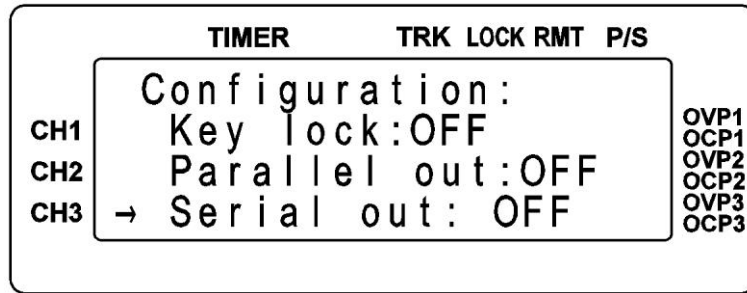 TIMER TRK LOCK RMT P/S
Configuration:
CH1 Key lock:OFF OVP1
OCP1
CH2 Parallel out:OFF OVP2
OCP2
CH3 → Serial out: OFF OVP3
OCP3